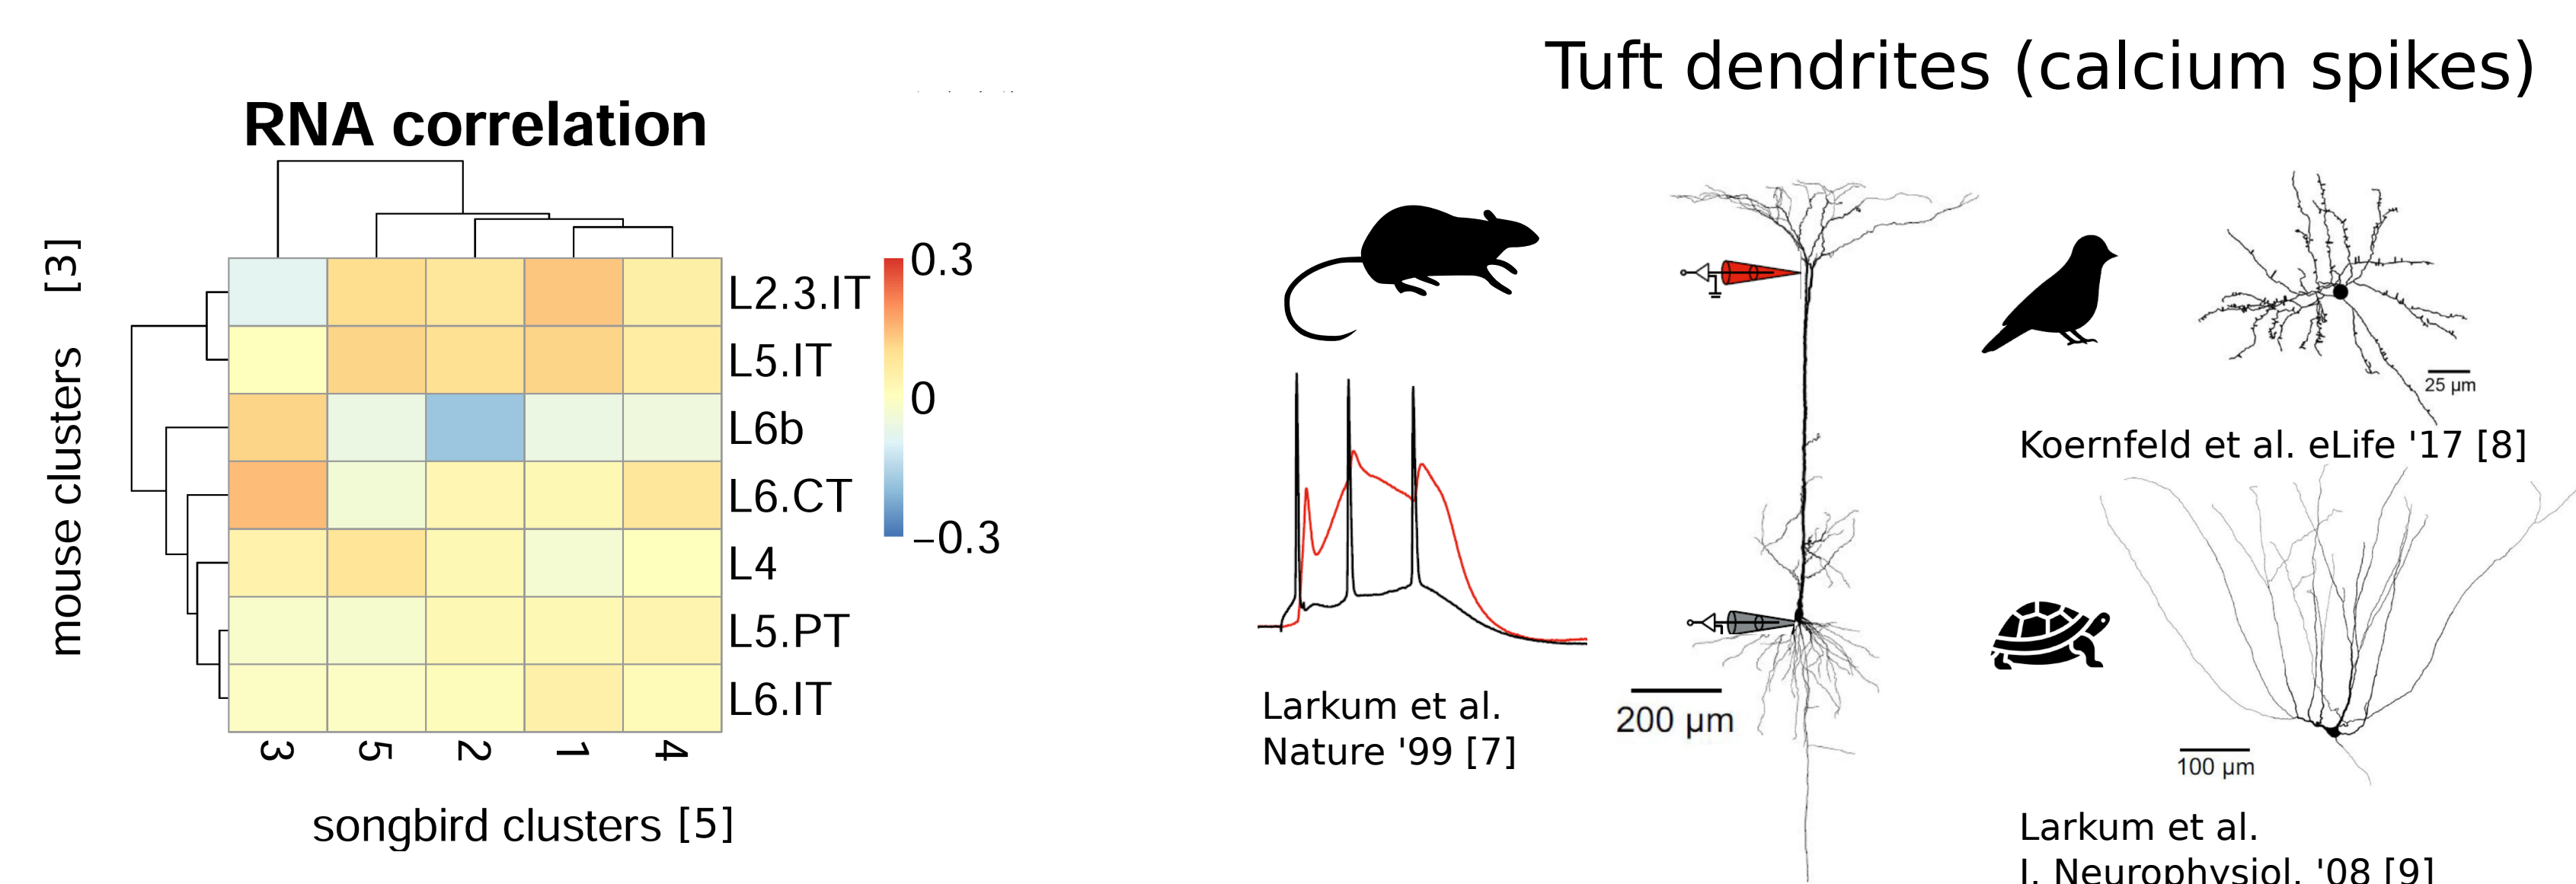 Tuft dendrites (calcium spikes)
RNA correlation
mouse clusters [3]
L2.3.IT
L5.IT
L6b
L6.CT
L4
L5.PT
L6.IT
0.3
0
−0.3
3 5 2 1 4
songbird clusters [5]
Larkum et al.
Nature '99 [7]
200 µm
25 µm
Koernfeld et al. eLife '17 [8]
100 µm
Larkum et al.
J. Neurophysiol. '08 [9]